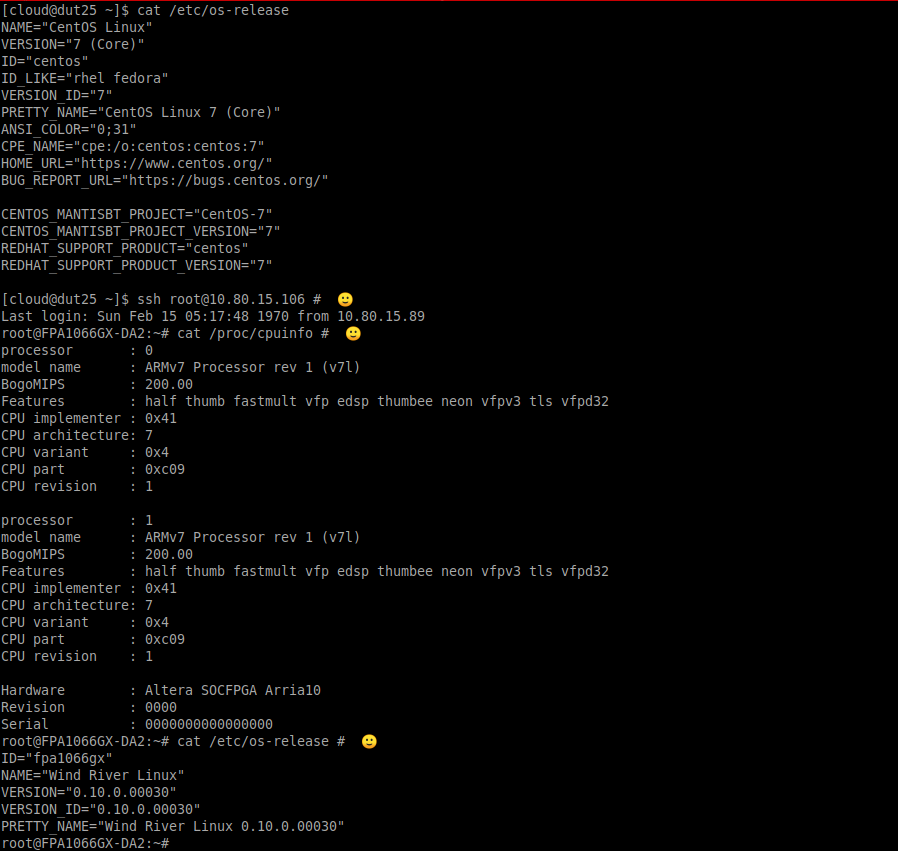 [cloud@dut25 ~]$ cat /etc/os-release
NAME="CentOS Linux"
VERSION="7 (Core)"
ID="centos"
ID_LIKE="rhel fedora"
VERSION_ID="7"
PRETTY_NAME="CentOS Linux 7 (Core)"
ANSI_COLOR="0;31"
CPE_NAME="cpe:/o:centos:centos:7"
HOME_URL="https://www.centos.org/"
BUG_REPORT_URL="https://bugs.centos.org/"

CENTOS_MANTISBT_PROJECT="CentOS-7"
CENTOS_MANTISBT_PROJECT_VERSION="7"
REDHAT_SUPPORT_PRODUCT="centos"
REDHAT_SUPPORT_PRODUCT_VERSION="7"

[cloud@dut25 ~]$ ssh root@10.80.15.106 #  🙂
Last login: Sun Feb 15 05:17:48 1970 from 10.80.15.89
root@FPA1066GX-DA2:~# cat /proc/cpuinfo #  🙂
processor       : 0
model name      : ARMv7 Processor rev 1 (v7l)
BogoMIPS        : 200.00
Features        : half thumb fastmult vfp edsp thumbee neon vfpv3 tls vfpd32
CPU implementer : 0x41
CPU architecture: 7
CPU variant     : 0x4
CPU part        : 0xc09
CPU revision    : 1

processor       : 1
model name      : ARMv7 Processor rev 1 (v7l)
BogoMIPS        : 200.00
Features        : half thumb fastmult vfp edsp thumbee neon vfpv3 tls vfpd32
CPU implementer : 0x41
CPU architecture: 7
CPU variant     : 0x4
CPU part        : 0xc09
CPU revision    : 1

Hardware        : Altera SOCFPGA Arria10
Revision        : 0000
Serial          : 0000000000000000
root@FPA1066GX-DA2:~# cat /etc/os-release #  🙂
ID="fpa1066gx"
NAME="Wind River Linux"
VERSION="0.10.0.00030"
VERSION_ID="0.10.0.00030"
PRETTY_NAME="Wind River Linux 0.10.0.00030"
root@FPA1066GX-DA2:~#